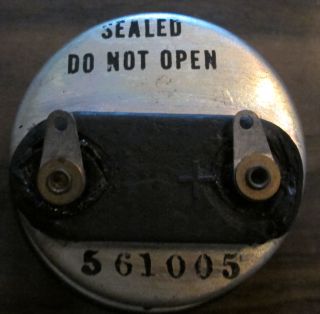 SEALED
DO NOT OPEN
+
561005